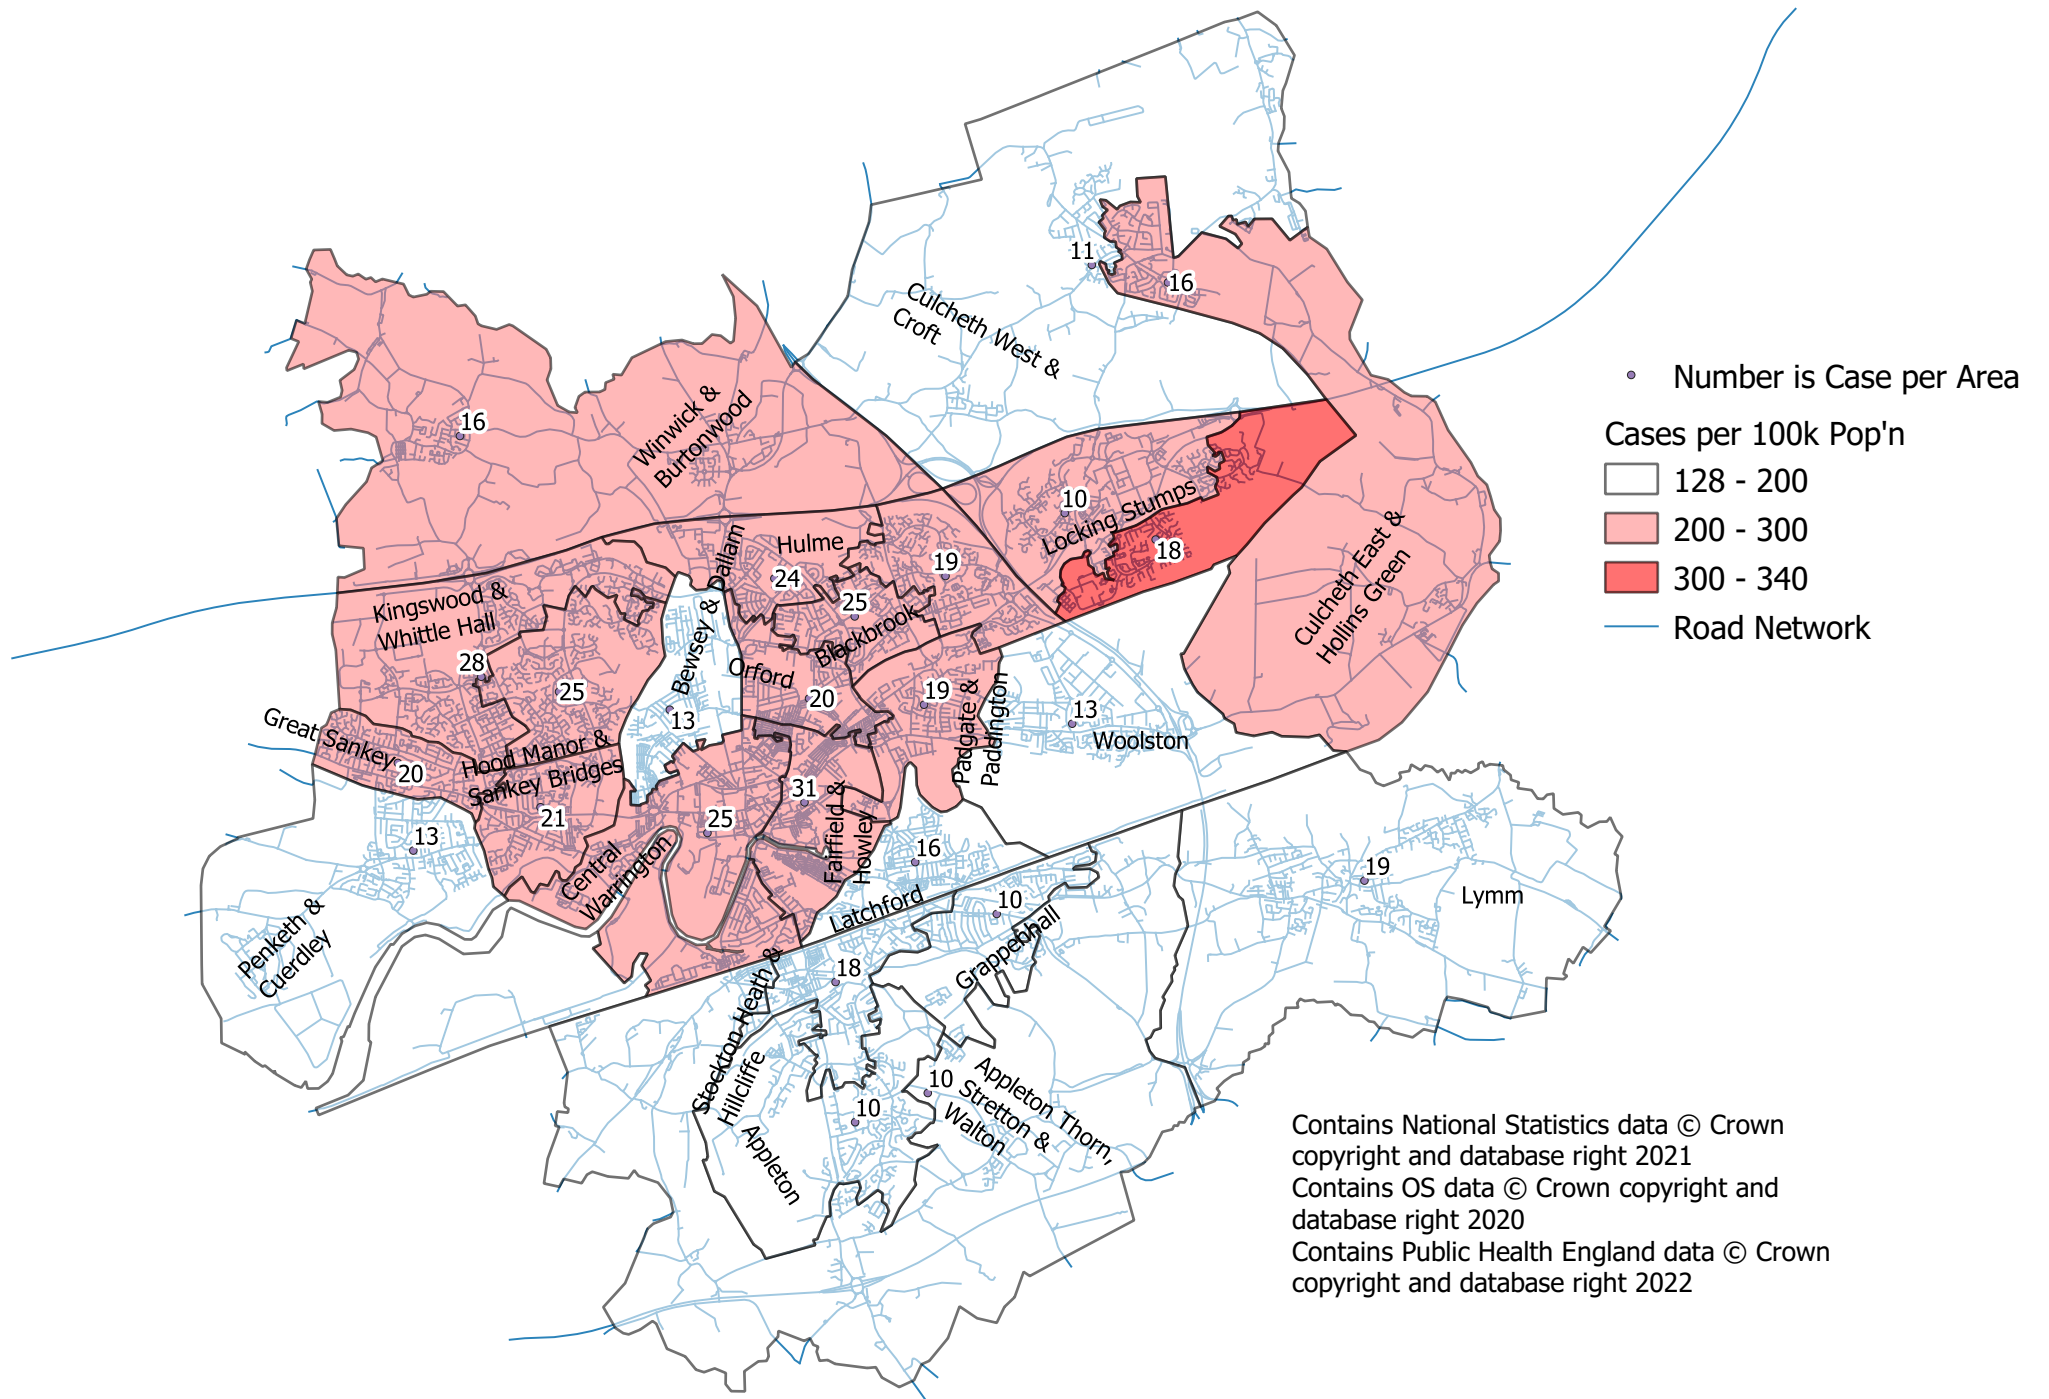 11
16
Culcheth West &
Croft
16
Winwick &
Burtonwood
10
Locking Stumps
18
Culcheth East &
Hollins Green
Hulme
24
19
25
Blackbrook
Bewsey & Dallam
13
Kingswood &
Whittle Hall
28
25
Orford
20
19
Padgate &
Paddington
13
Woolston
Great Sankey
20
Hood Manor &
Sankey Bridges
21
13
31
25
Fairfield &
Howley
Central
Warrington
16
Latchford
19
Lymm
Penketh &
Cuerdley
10
Grappenhall
18
Stockton Heath &
Hillcliffe
10
Appleton Thorn,
Stretton &
Walton
10
Appleton
Number is Case per Area
Cases per 100k Pop'n
128 - 200
200 - 300
300 - 340
Road Network
Contains National Statistics data © Crown
copyright and database right 2021
Contains OS data © Crown copyright and
database right 2020
Contains Public Health England data © Crown
copyright and database right 2022